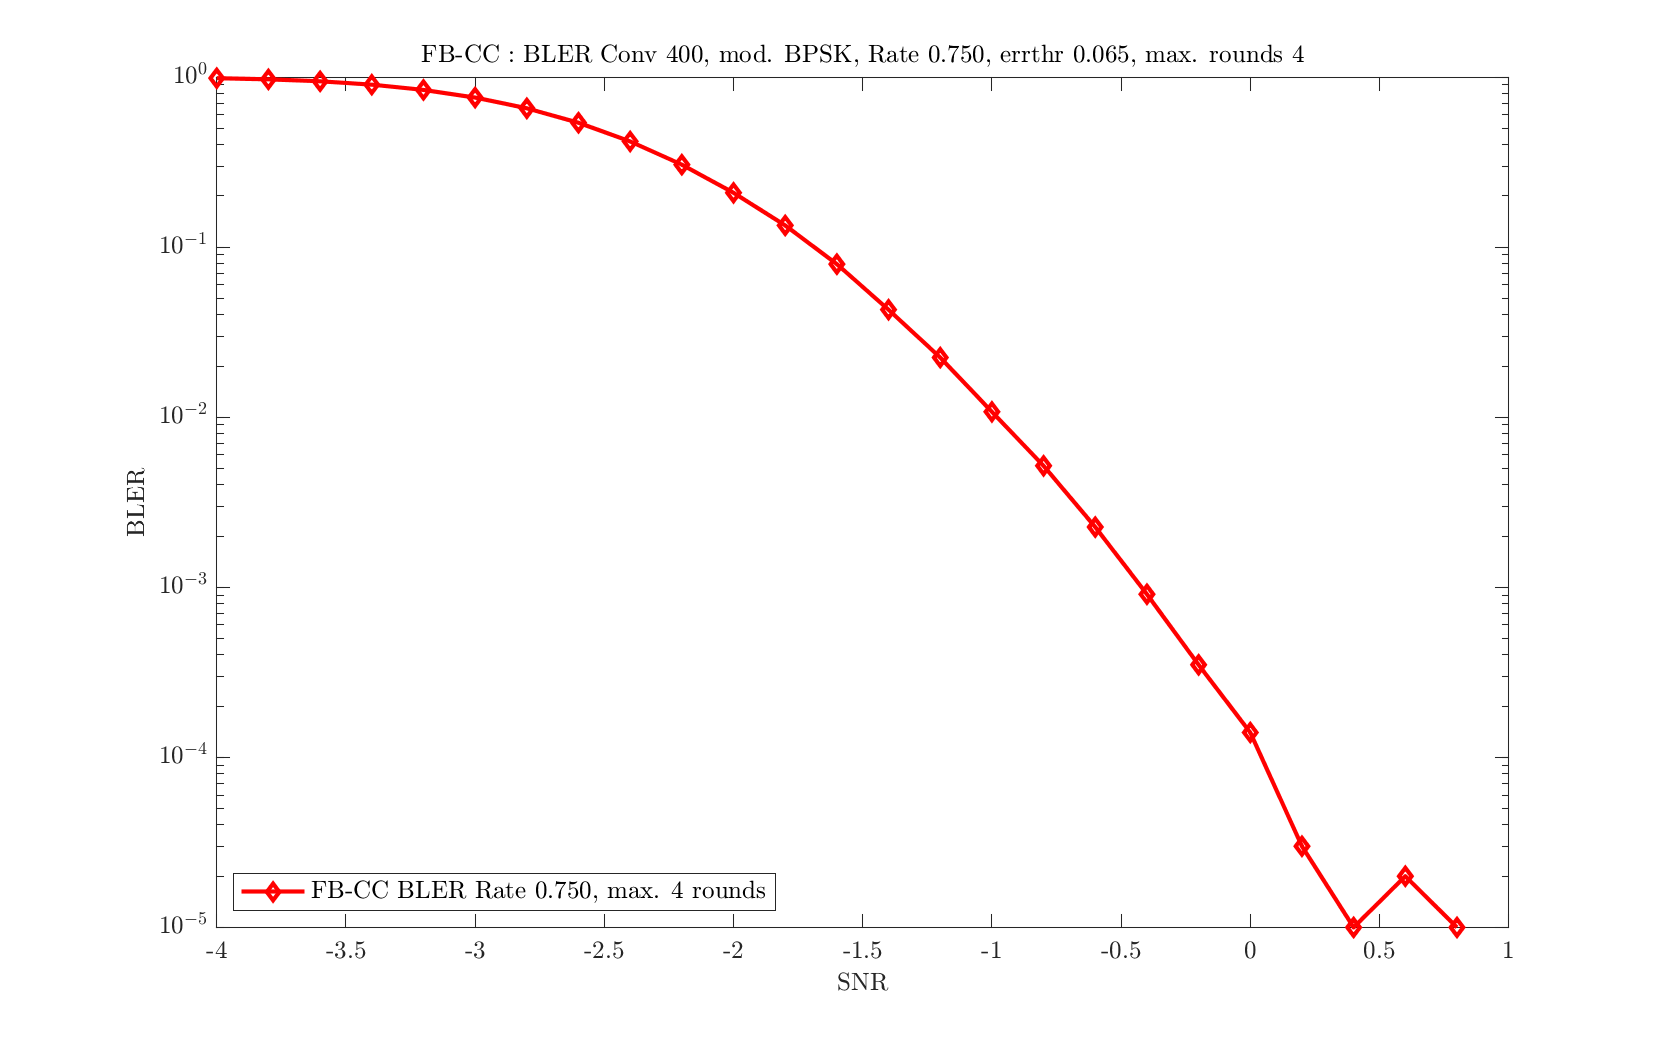 FB-CC : BLER Conv 400, mod. BPSK, Rate 0.750, errthr 0.065, max. rounds 4
10^0
10^-1
10^-2
10^-3
10^-4
10^-5
BLER
FB-CC BLER Rate 0.750, max. 4 rounds
-4 -3.5 -3 -2.5 -2 -1.5 -1 -0.5 0 0.5 1
SNR